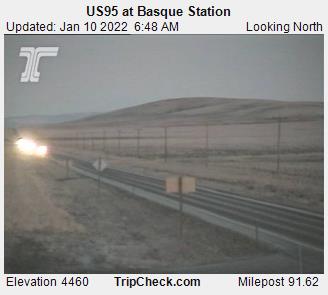 US95 at Basque Station
Updated: Jan 10 2022 6:48 AM Looking North
Elevation 4460 TripCheck.com Milepost 91.62